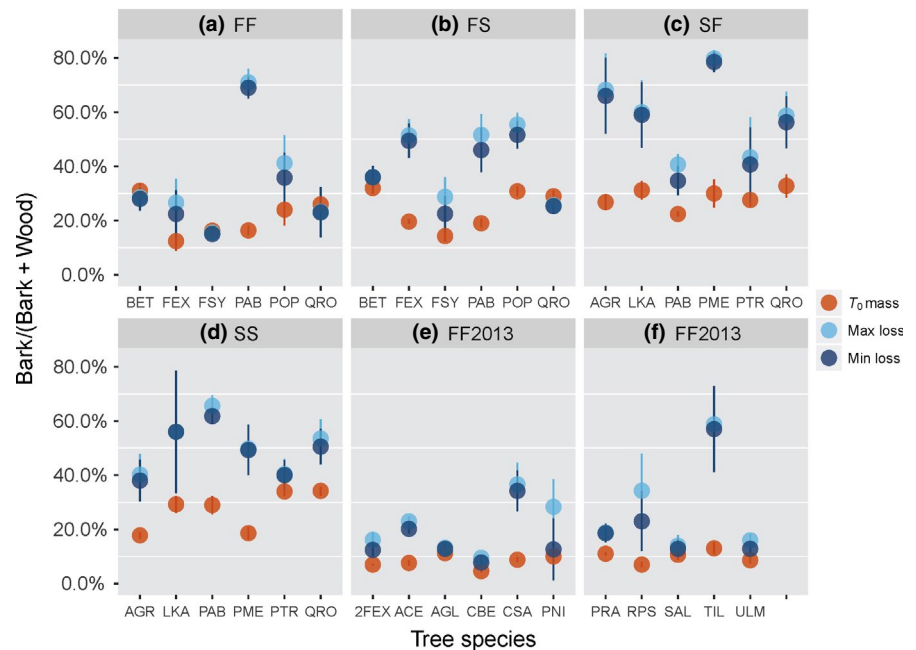 (a) FF
(b) FS
(c) SF
80.0%
60.0%
40.0%
20.0%
0.0%
BET FEX FSY PAB POP QRO
BET FEX FSY PAB POP QRO
AGR LKA PAB PME PTR QRO
(d) SS
(e) FF2013
(f) FF2013
80.0%
60.0%
40.0%
20.0%
0.0%
AGR LKA PAB PME PTR QRO
2FEX ACE AGL CBE CSA PNI
PRA RPS SAL TIL ULM
Bark/(Bark + Wood)
Tree species
T0 mass
Max loss
Min loss